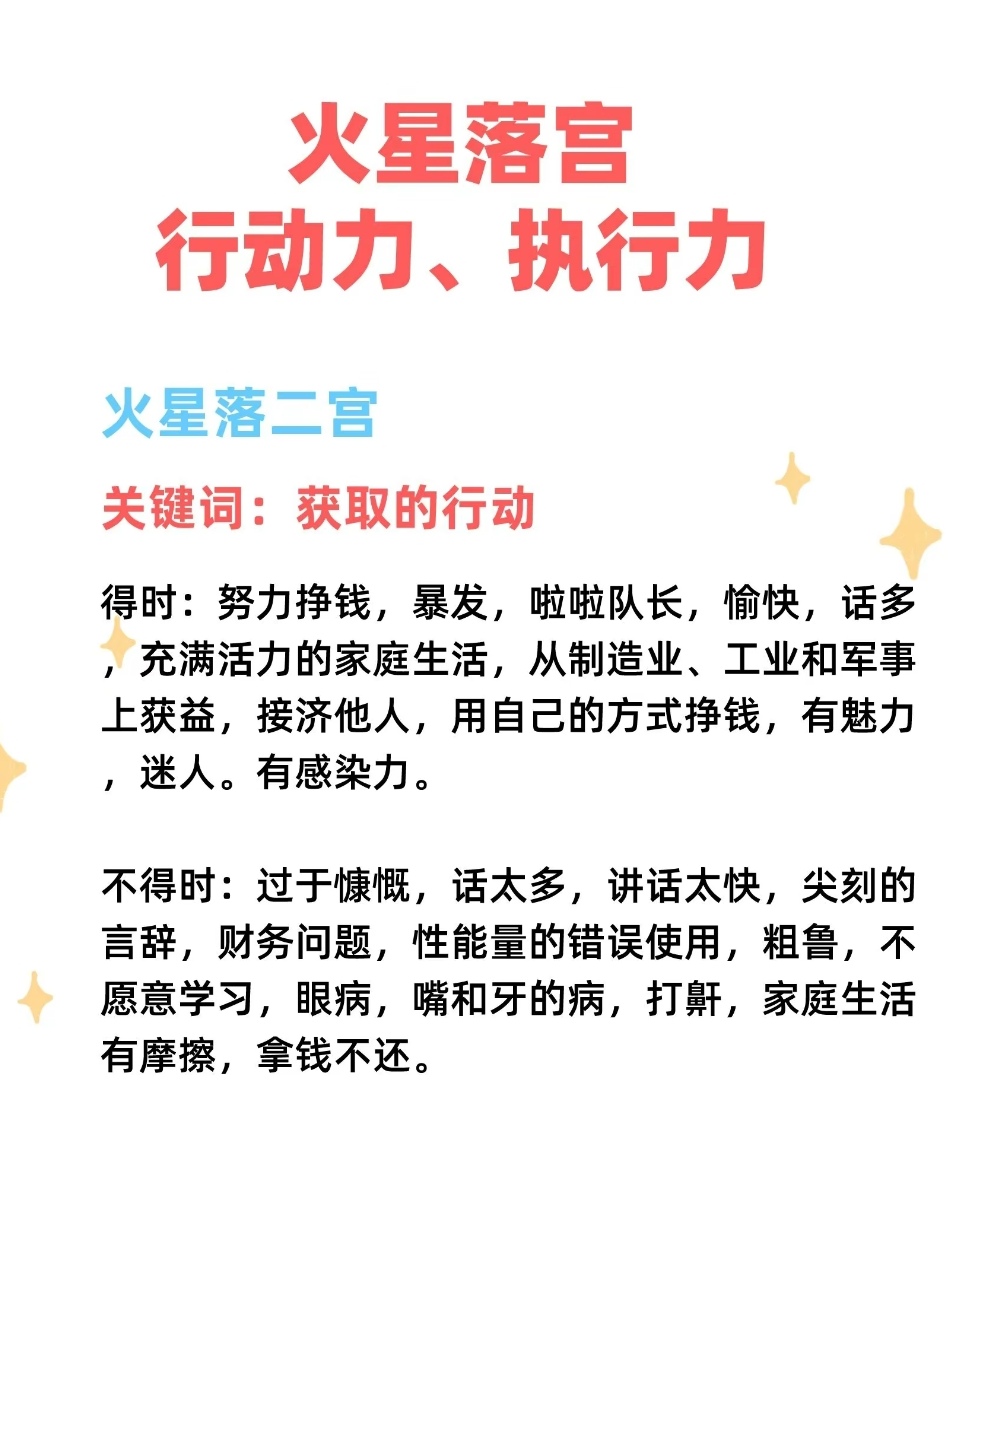 火星落宫
行动力、执行力
火星落二宫
关键词：获取的行动
得时：努力挣钱，暴发，啦啦队长，愉快，话多
，充满活力的家庭生活，从制造业、工业和军事
上获益，接济他人，用自己的方式挣钱，有魅力
，迷人。有感染力。
不得时：过于慷慨，话太多，讲话太快，尖刻的
言辞，财务问题，性能量的错误使用，粗鲁，不
愿意学习，眼病，嘴和牙的病，打鼾，家庭生活
有摩擦，拿钱不还。